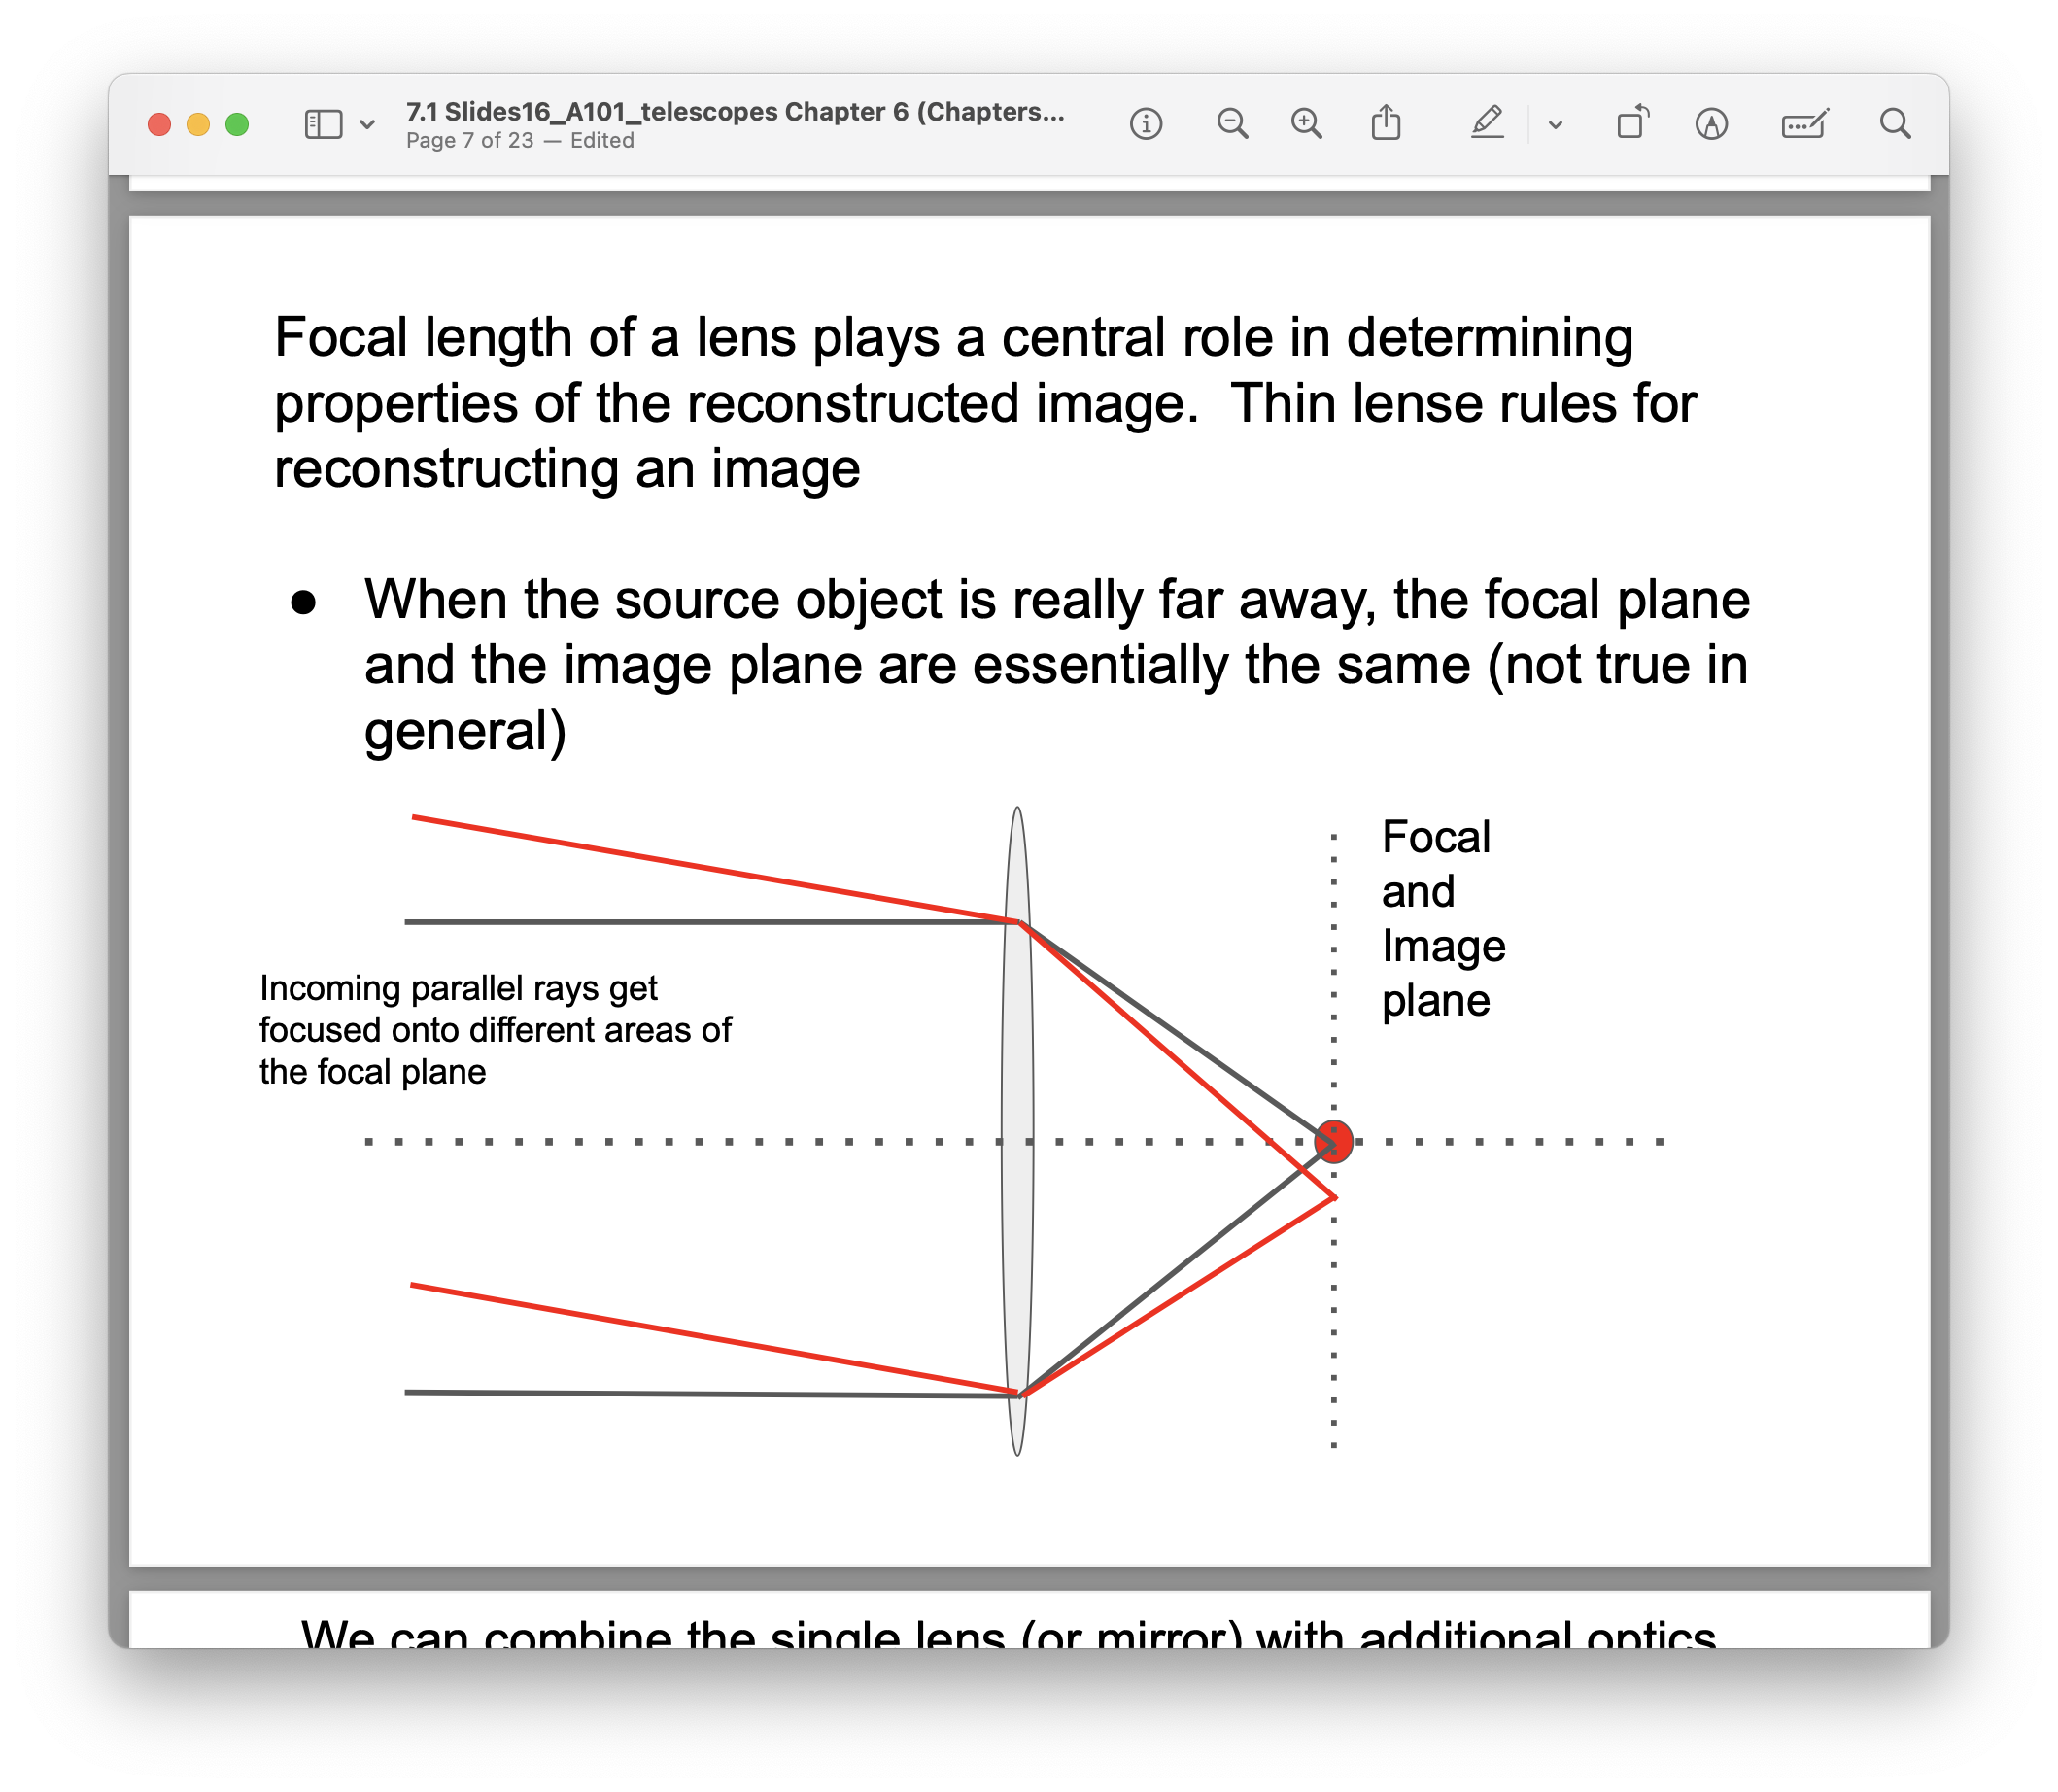 7.1 Slides16_A101_telescopes Chapter 6 (Chapters...
Page 7 of 23 — Edited
Focal length of a lens plays a central role in determining
properties of the reconstructed image.  Thin lense rules for
reconstructing an image
● When the source object is really far away, the focal plane
and the image plane are essentially the same (not true in
general)
Focal
and
Image
plane
Incoming parallel rays get
focused onto different areas of
the focal plane
We can combine the single lens (or mirror) with additional optics